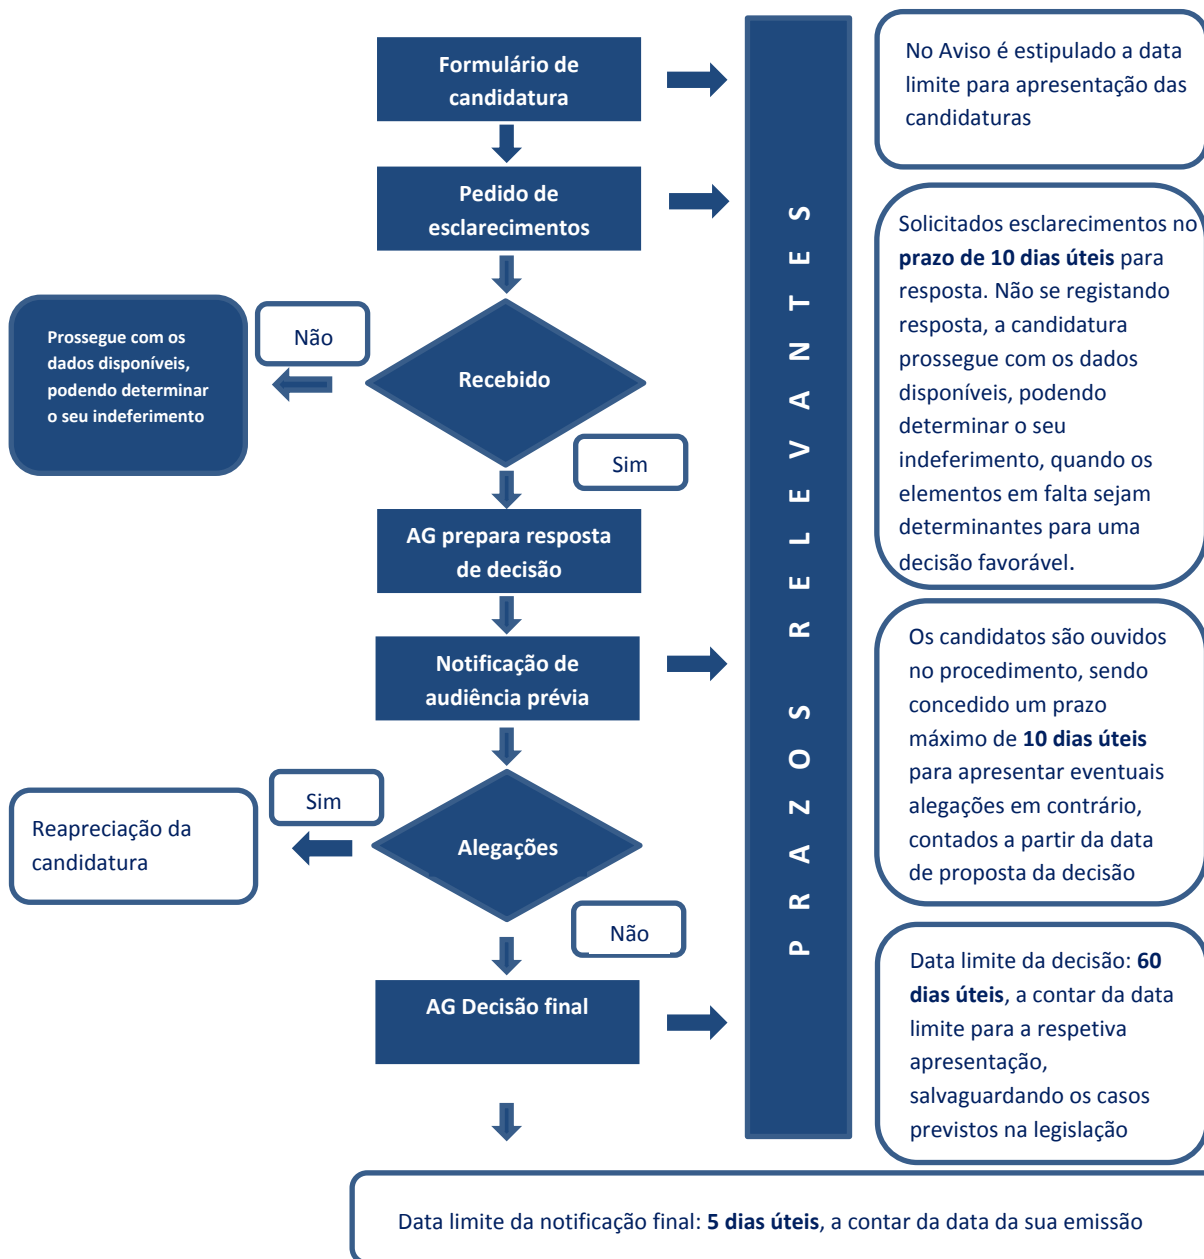 Formulário de
candidatura
No Aviso é estipulado a data
limite para apresentação das
candidaturas
Pedido de
esclarecimentos
Solicitados esclarecimentos no
prazo de 10 dias úteis para
resposta. Não se registando
resposta, a candidatura
prossegue com os dados
disponíveis, podendo
determinar o seu
indeferimento, quando os
elementos em falta sejam
determinantes para uma
decisão favorável.
Recebido
Não
Prossegue com os
dados disponíveis,
podendo determinar
o seu indeferimento
Sim
AG prepara resposta
de decisão
Notificação de
audiência prévia
Os candidatos são ouvidos
no procedimento, sendo
concedido um prazo
máximo de 10 dias úteis
para apresentar eventuais
alegações em contrário,
contados a partir da data
de proposta da decisão
Alegações
Sim
Reapreciação da
candidatura
Não
AG Decisão final
Data limite da decisão: 60
dias úteis, a contar da data
limite para a respetiva
apresentação,
salvaguardando os casos
previstos na legislação
PRAZOS RELEVANTES
Data limite da notificação final: 5 dias úteis, a contar da data da sua emissão